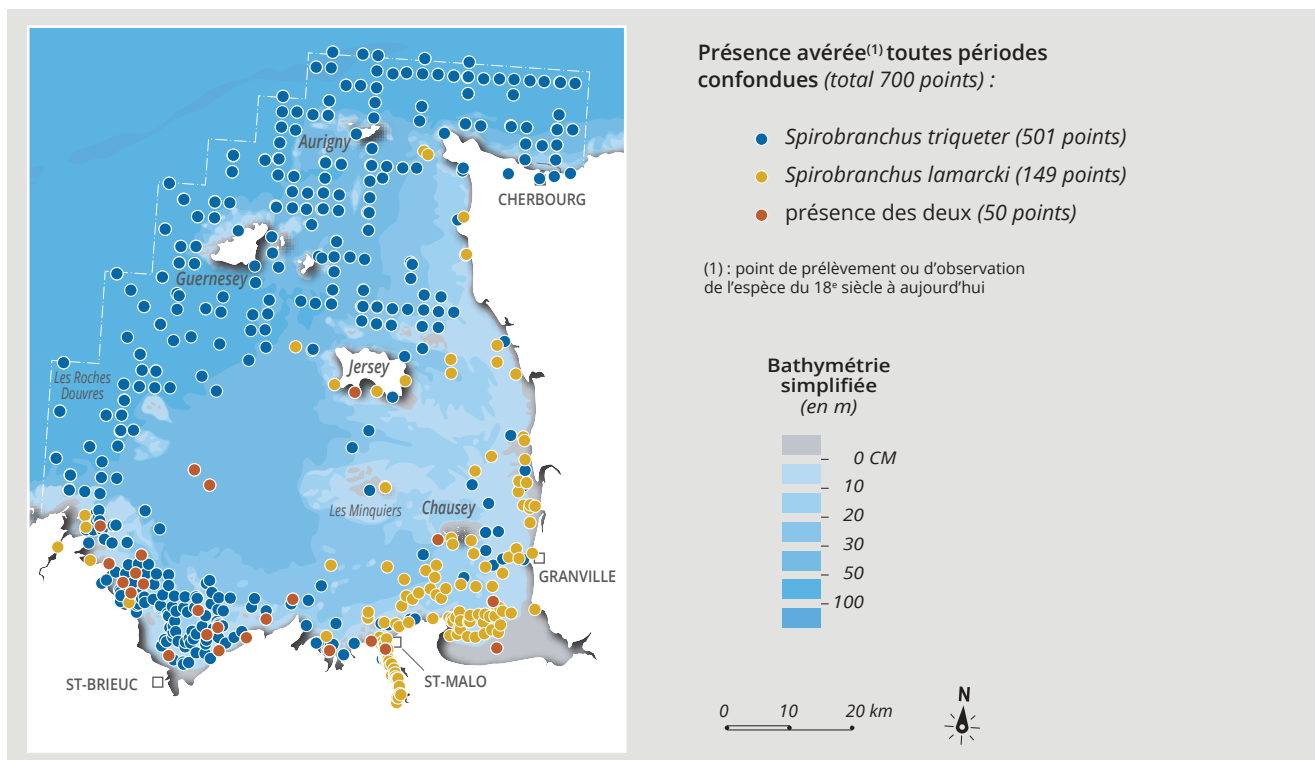 Présence avérée(1) toutes périodes
confondues (total 700 points) :
Spirobranchus triqueter (501 points)
Spirobranchus lamarcki (149 points)
présence des deux (50 points)
(1) : point de prélèvement ou d'observation
de l'espèce du 18e siècle à aujourd'hui
Bathymétrie
simplifiée
(en m)
0 CM
10
20
30
50
100
0 10 20 km
N
Aurigny
CHERBOURG
Guernesey
Jersey
Les Roches
Douvres
Les Minquiers
Chausey
GRANVILLE
ST-MALO
ST-BRIEUC